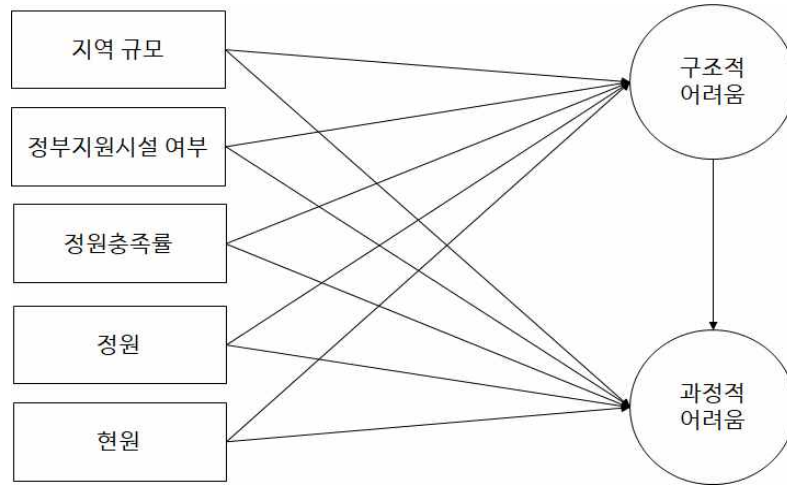 지역 규모
정부지원시설 여부
정원충족률
정원
현원
구조적
어려움
과정적
어려움